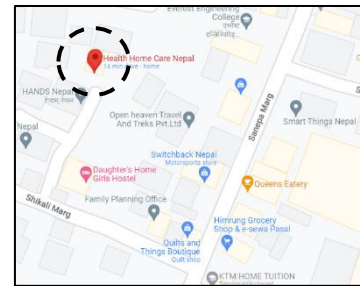 Everest Engineering
College
Health Home Care Nepal
14 min drive - home
HANDS Nepal
Nepal
Open heaven Travel
And Treks Pvt.Ltd
Sanepa Marg
Smart Things Nepal
Switchback Nepal
Motorsports store
Daughter's Home
Girls Hostel
Queens Eatery
Family Planning Office
Shikali Marg
Himrung Grocery
Shop & e-sewa Pasal
Quilts and
Things Boutique
Quilt shop
KTM HOME TUITION